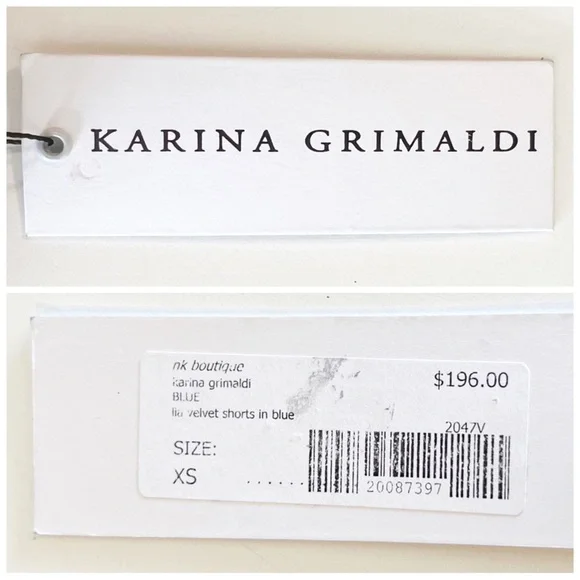 KARINA GRIMALDI
nk boutique
karina grimaldi
BLUE
lia velvet shorts in blue
$196.00
2047V
SIZE:
XS
20087397